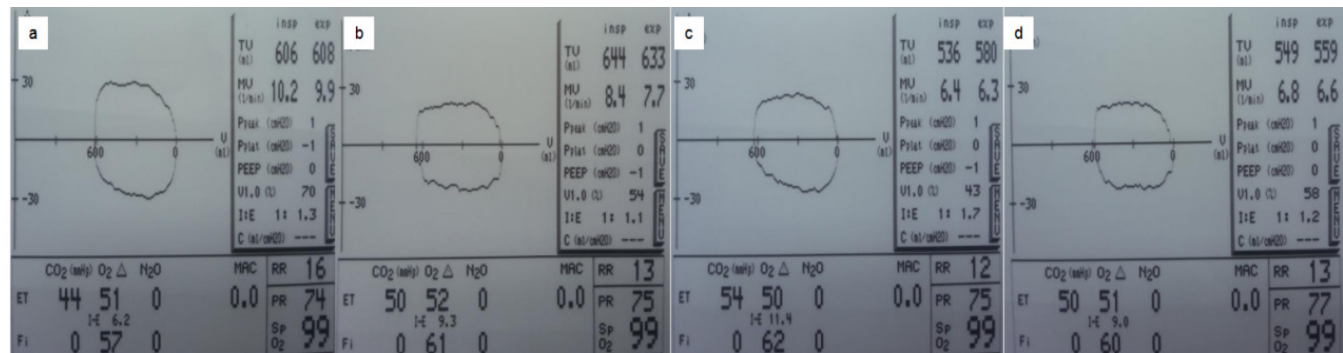 a
insp exp
TV (ml) 606 608
30
MV (l/min) 10.2 9.9
Ppeak (cmH2O) 1
V (ml)
600 0
Pplat (cmH2O) -1
PEEP (cmH2O) 0
V1.0 (%) 70
-30
I:E 1: 1.3
C (ml/cmH2O) ---
SAVE
MENU
CO2 (mmHg) O2 △ N2O MAC RR 16
ET 44 51 0 0.0 PR 74
I-E 6.2
Fi 0 57 0 SpO2 99
b
insp exp
TV (ml) 644 633
30
MV (l/min) 8.4 7.7
Ppeak (cmH2O) 1
V (ml)
600 0
Pplat (cmH2O) 0
PEEP (cmH2O) -1
V1.0 (%) 54
-30
I:E 1: 1.1
C (ml/cmH2O) ---
SAVE
MENU
CO2 (mmHg) O2 △ N2O MAC RR 13
ET 50 52 0 0.0 PR 75
I-E 9.3
Fi 0 61 0 SpO2 99
c
insp exp
TV (ml) 536 580
30
MV (l/min) 6.4 6.3
Ppeak (cmH2O) 1
V (ml)
600 0
Pplat (cmH2O) 0
PEEP (cmH2O) -1
V1.0 (%) 43
-30
I:E 1: 1.7
C (ml/cmH2O) ---
SAVE
MENU
CO2 (mmHg) O2 △ N2O MAC RR 12
ET 54 50 0 0.0 PR 75
I-E 11.4
Fi 0 62 0 SpO2 99
d
insp exp
TV (ml) 549 559
30
MV (l/min) 6.8 6.6
Ppeak (cmH2O) 1
V (ml)
600 0
Pplat (cmH2O) 0
PEEP (cmH2O) 0
V1.0 (%) 58
-30
I:E 1: 1.2
C (ml/cmH2O) ---
SAVE
MENU
CO2 (mmHg) O2 △ N2O MAC RR 13
ET 50 51 0 0.0 PR 77
I-E 9.0
Fi 0 60 0 SpO2 99